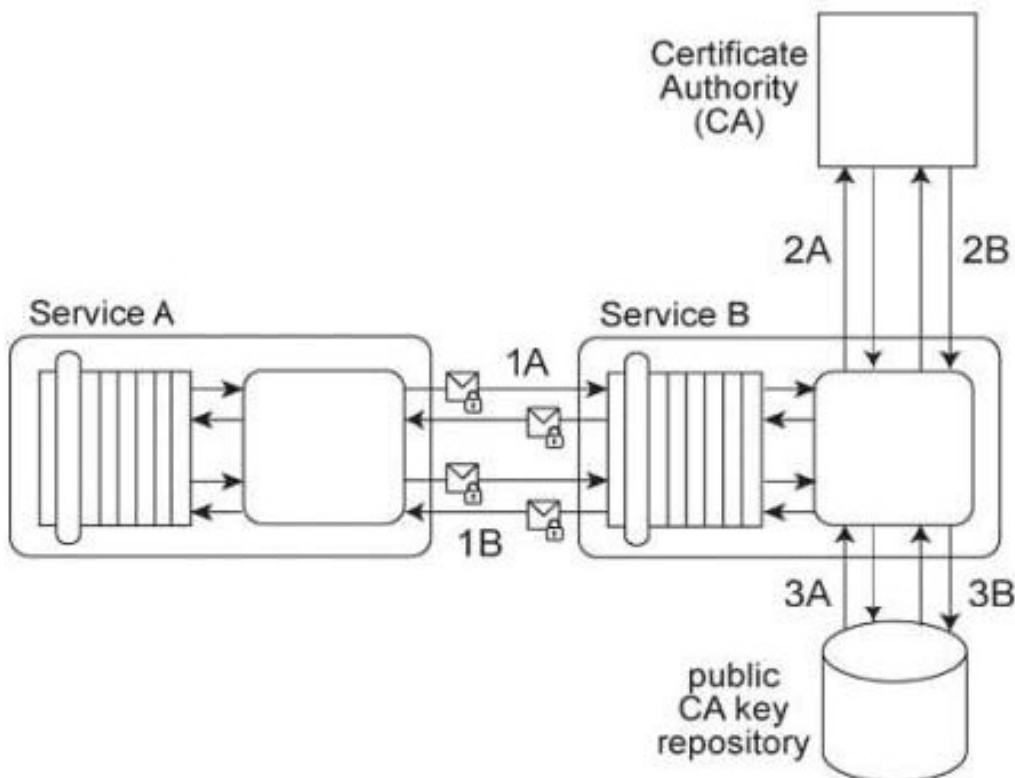 Certificate
Authority
(CA)
2A
2B
Service A
Service B
1A
1B
3A
3B
public
CA key
repository